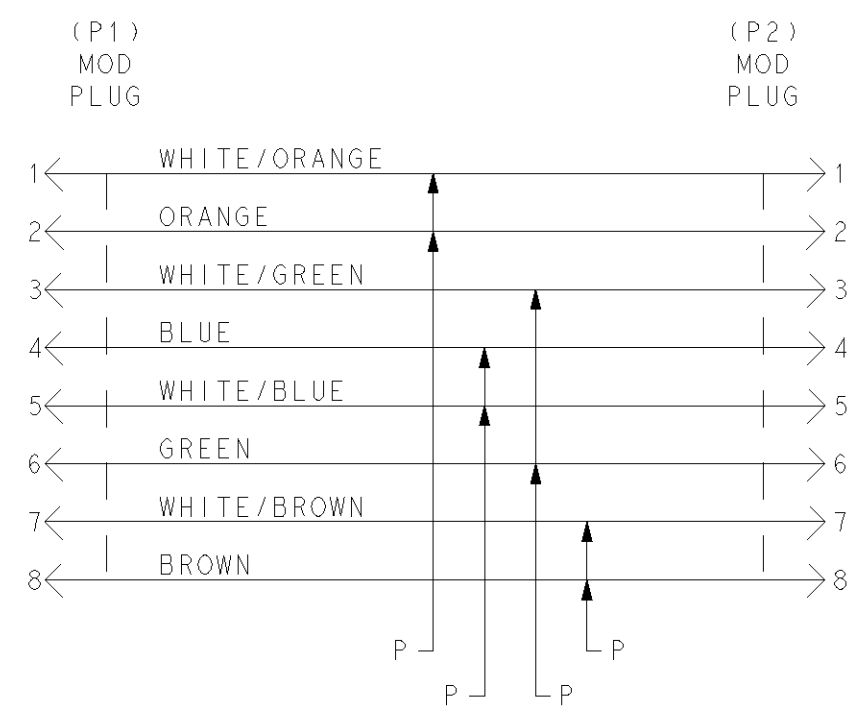 (P1) (P2)
MOD MOD
PLUG PLUG
1 WHITE/ORANGE 1
2 ORANGE 2
3 WHITE/GREEN 3
4 BLUE 4
5 WHITE/BLUE 5
6 GREEN 6
7 WHITE/BROWN 7
8 BROWN 8
P P
P P